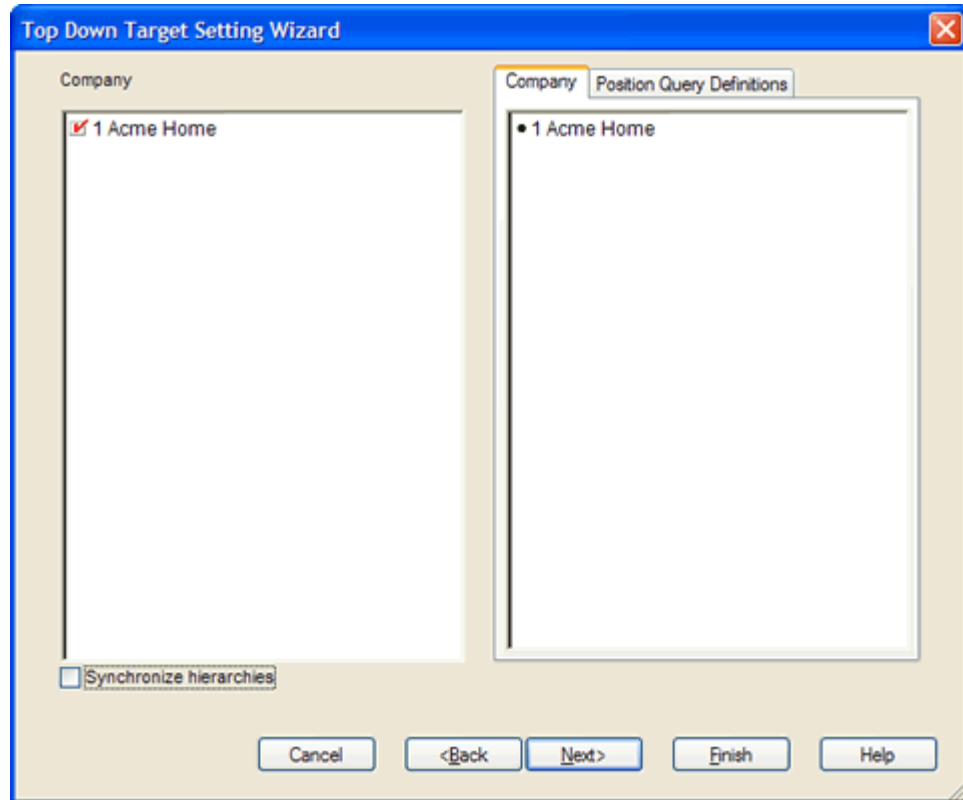 Top Down Target Setting Wizard
Company
Company Position Query Definitions
1 Acme Home
• 1 Acme Home
Synchronize hierarchies
Cancel <Back Next> Finish Help